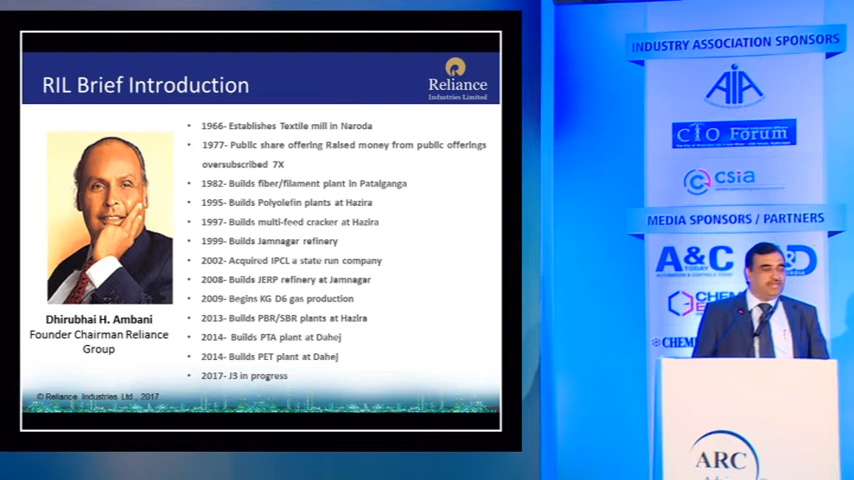 RIL Brief Introduction
Reliance
Industries Limited
1966- Establishes Textile mill in Naroda
1977- Public share offering Raised money from public offerings
oversubscribed 7X
1982- Builds fiber/filament plant in Patalganga
1995- Builds Polyolefin plants at Hazira
1997- Builds multi-feed cracker at Hazira
1999- Builds Jamnagar refinery
2002- Acquired IPCL a state run company
2008- Builds JERP refinery at Jamnagar
2009- Begins KG D6 gas production
2013- Builds PBR/SBR plants at Hazira
2014- Builds PTA plant at Dahej
2014- Builds PET plant at Dahej
2017- J3 in progress
Dhirubhai H. Ambani
Founder Chairman Reliance
Group
© Reliance Industries Ltd., 2017
INDUSTRY ASSOCIATION SPONSORS
AIA
CTO Forum
csia
MEDIA SPONSORS / PARTNERS
A&C
TODAY
&D
INDIA
CHEM
CHEM
ARC